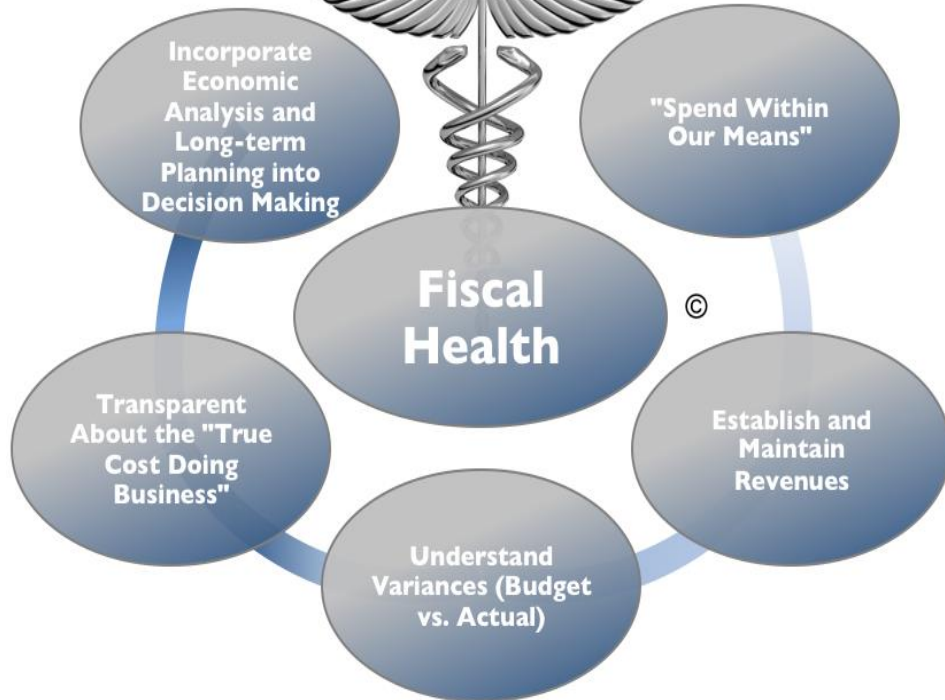 Incorporate
Economic
Analysis and
Long-term
Planning into
Decision Making
"Spend Within
Our Means"
Fiscal
Health
©
Transparent
About the "True
Cost Doing
Business"
Establish and
Maintain
Revenues
Understand
Variances (Budget
vs. Actual)